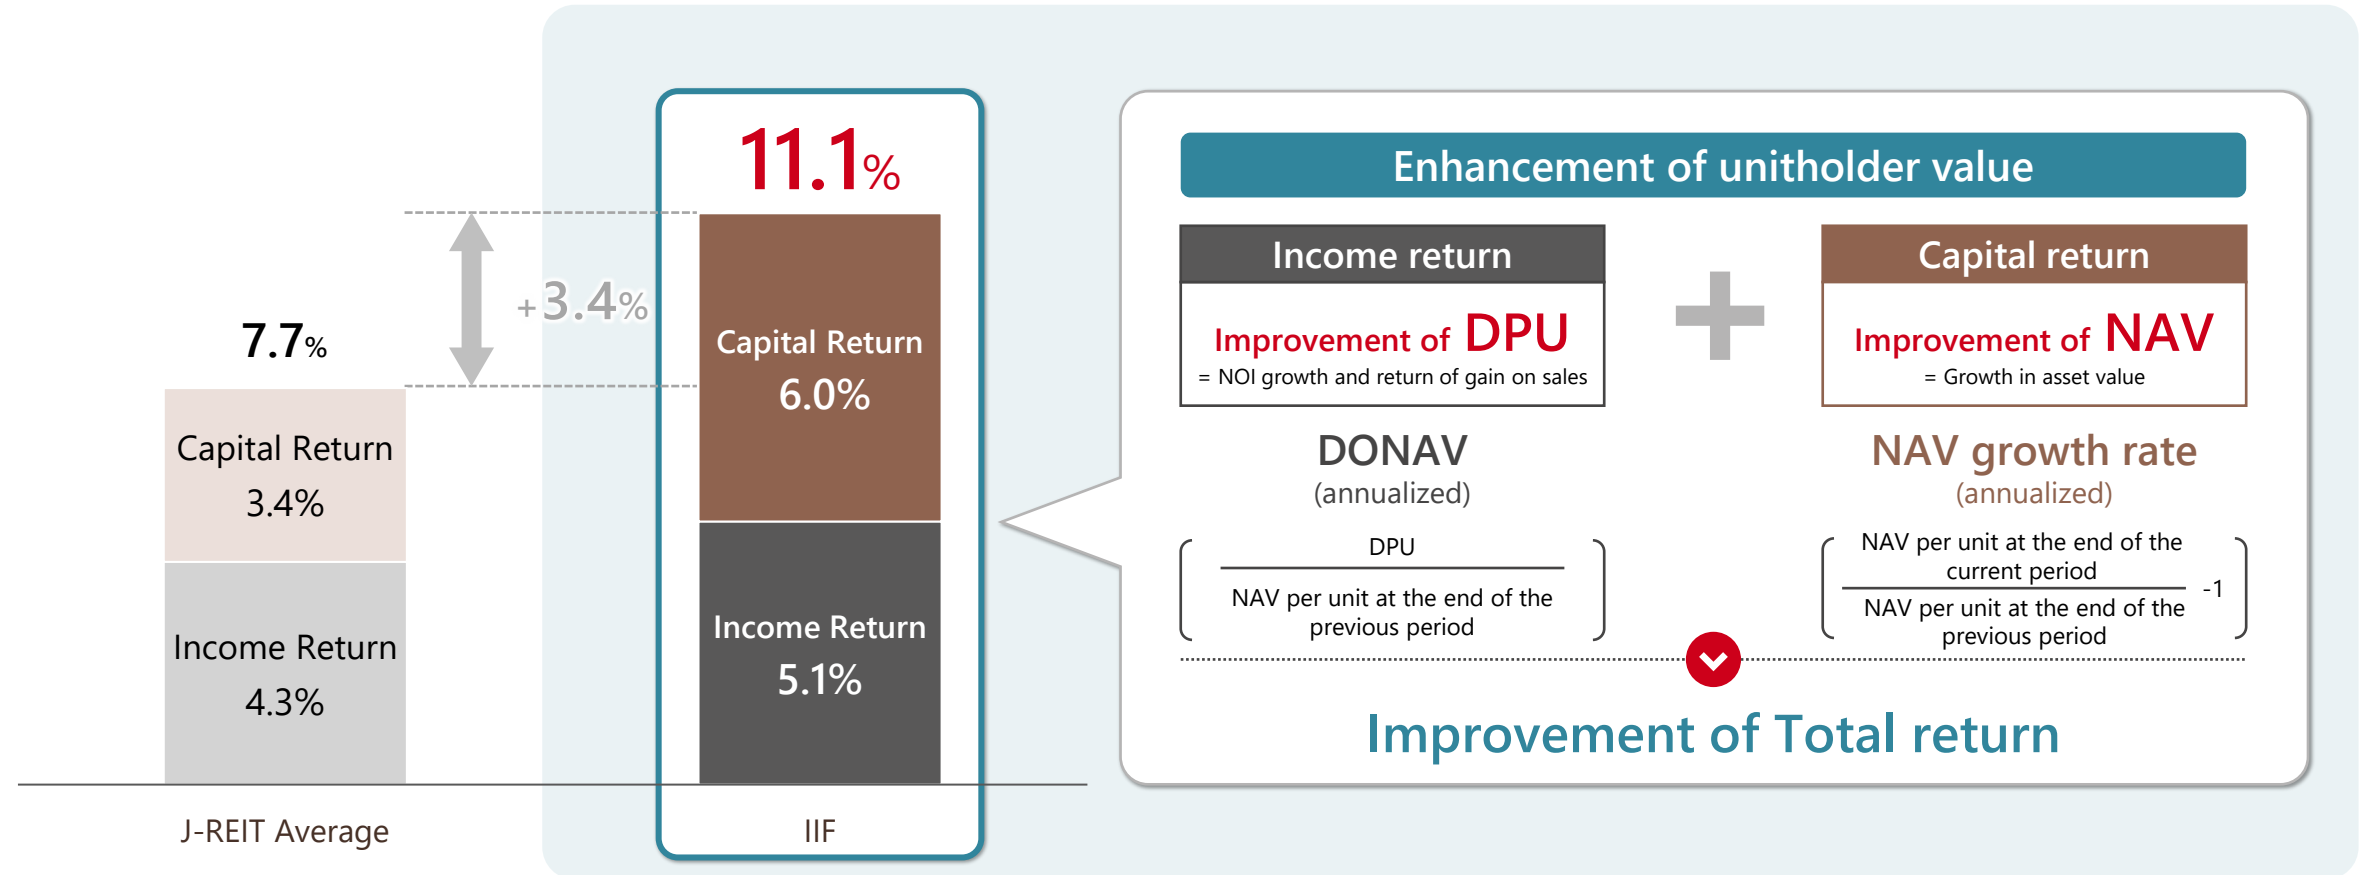 7.7%
Capital Return
3.4%
Income Return
4.3%
J-REIT Average
+3.4%
11.1%
Capital Return
6.0%
Income Return
5.1%
IIF
Enhancement of unitholder value
Income return
Improvement of DPU
= NOI growth and return of gain on sales
DONAV
(annualized)
DPU
NAV per unit at the end of the
previous period
Capital return
Improvement of NAV
= Growth in asset value
NAV growth rate
(annualized)
NAV per unit at the end of the
current period
NAV per unit at the end of the
previous period
-1
Improvement of Total return